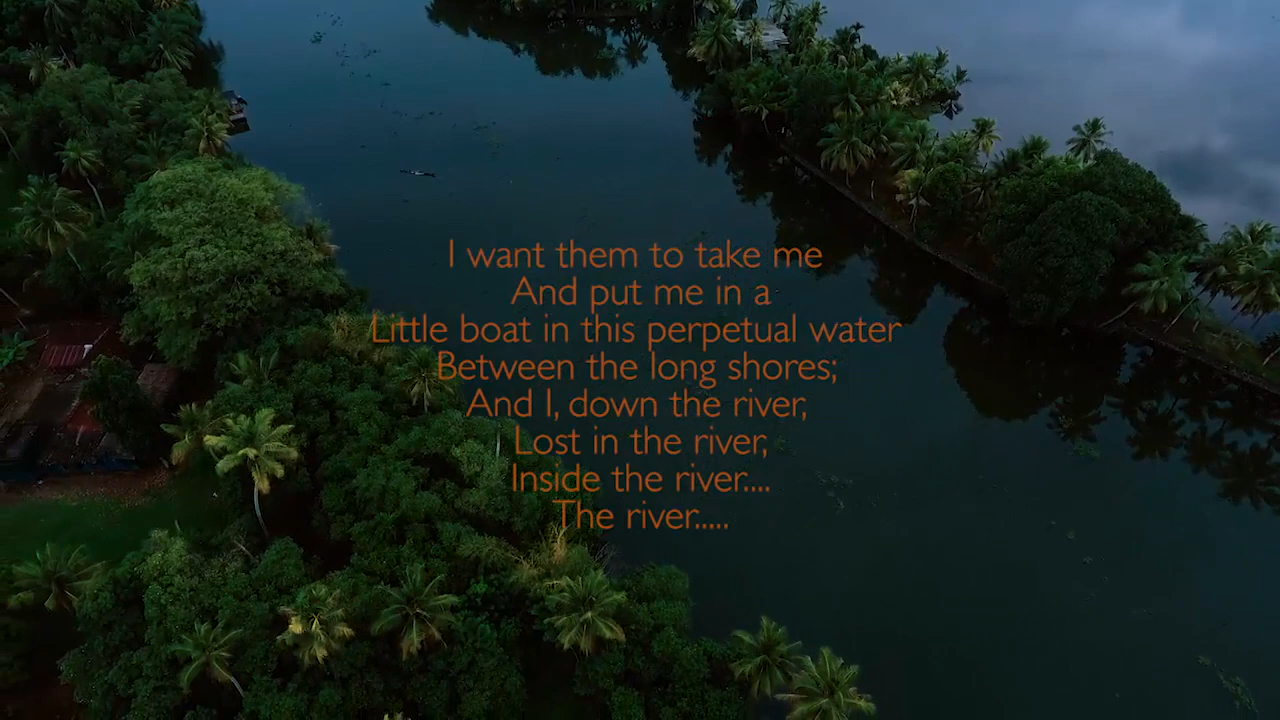 I want them to take me
And put me in a
Little boat in this perpetual water
Between the long shores;
And I, down the river,
Lost in the river,
Inside the river....
The river.....